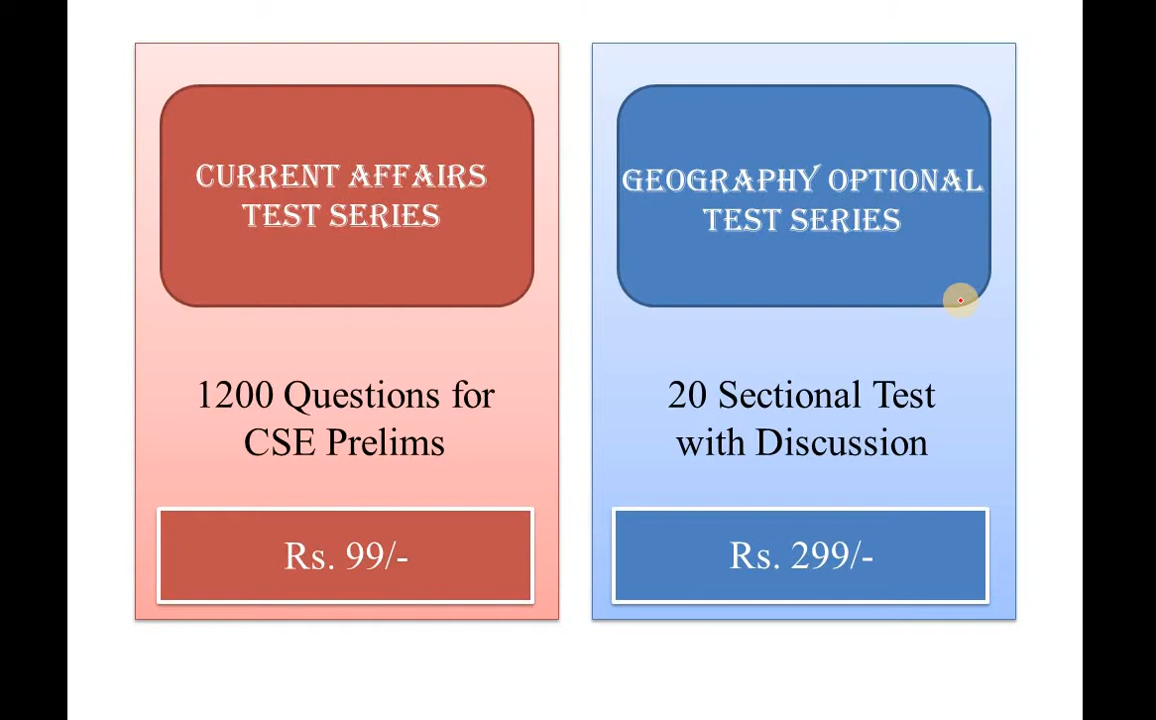 CURRENT AFFAIRS
TEST SERIES
1200 Questions for
CSE Prelims
Rs. 99/-
GEOGRAPHY OPTIONAL
TEST SERIES
20 Sectional Test
with Discussion
Rs. 299/-